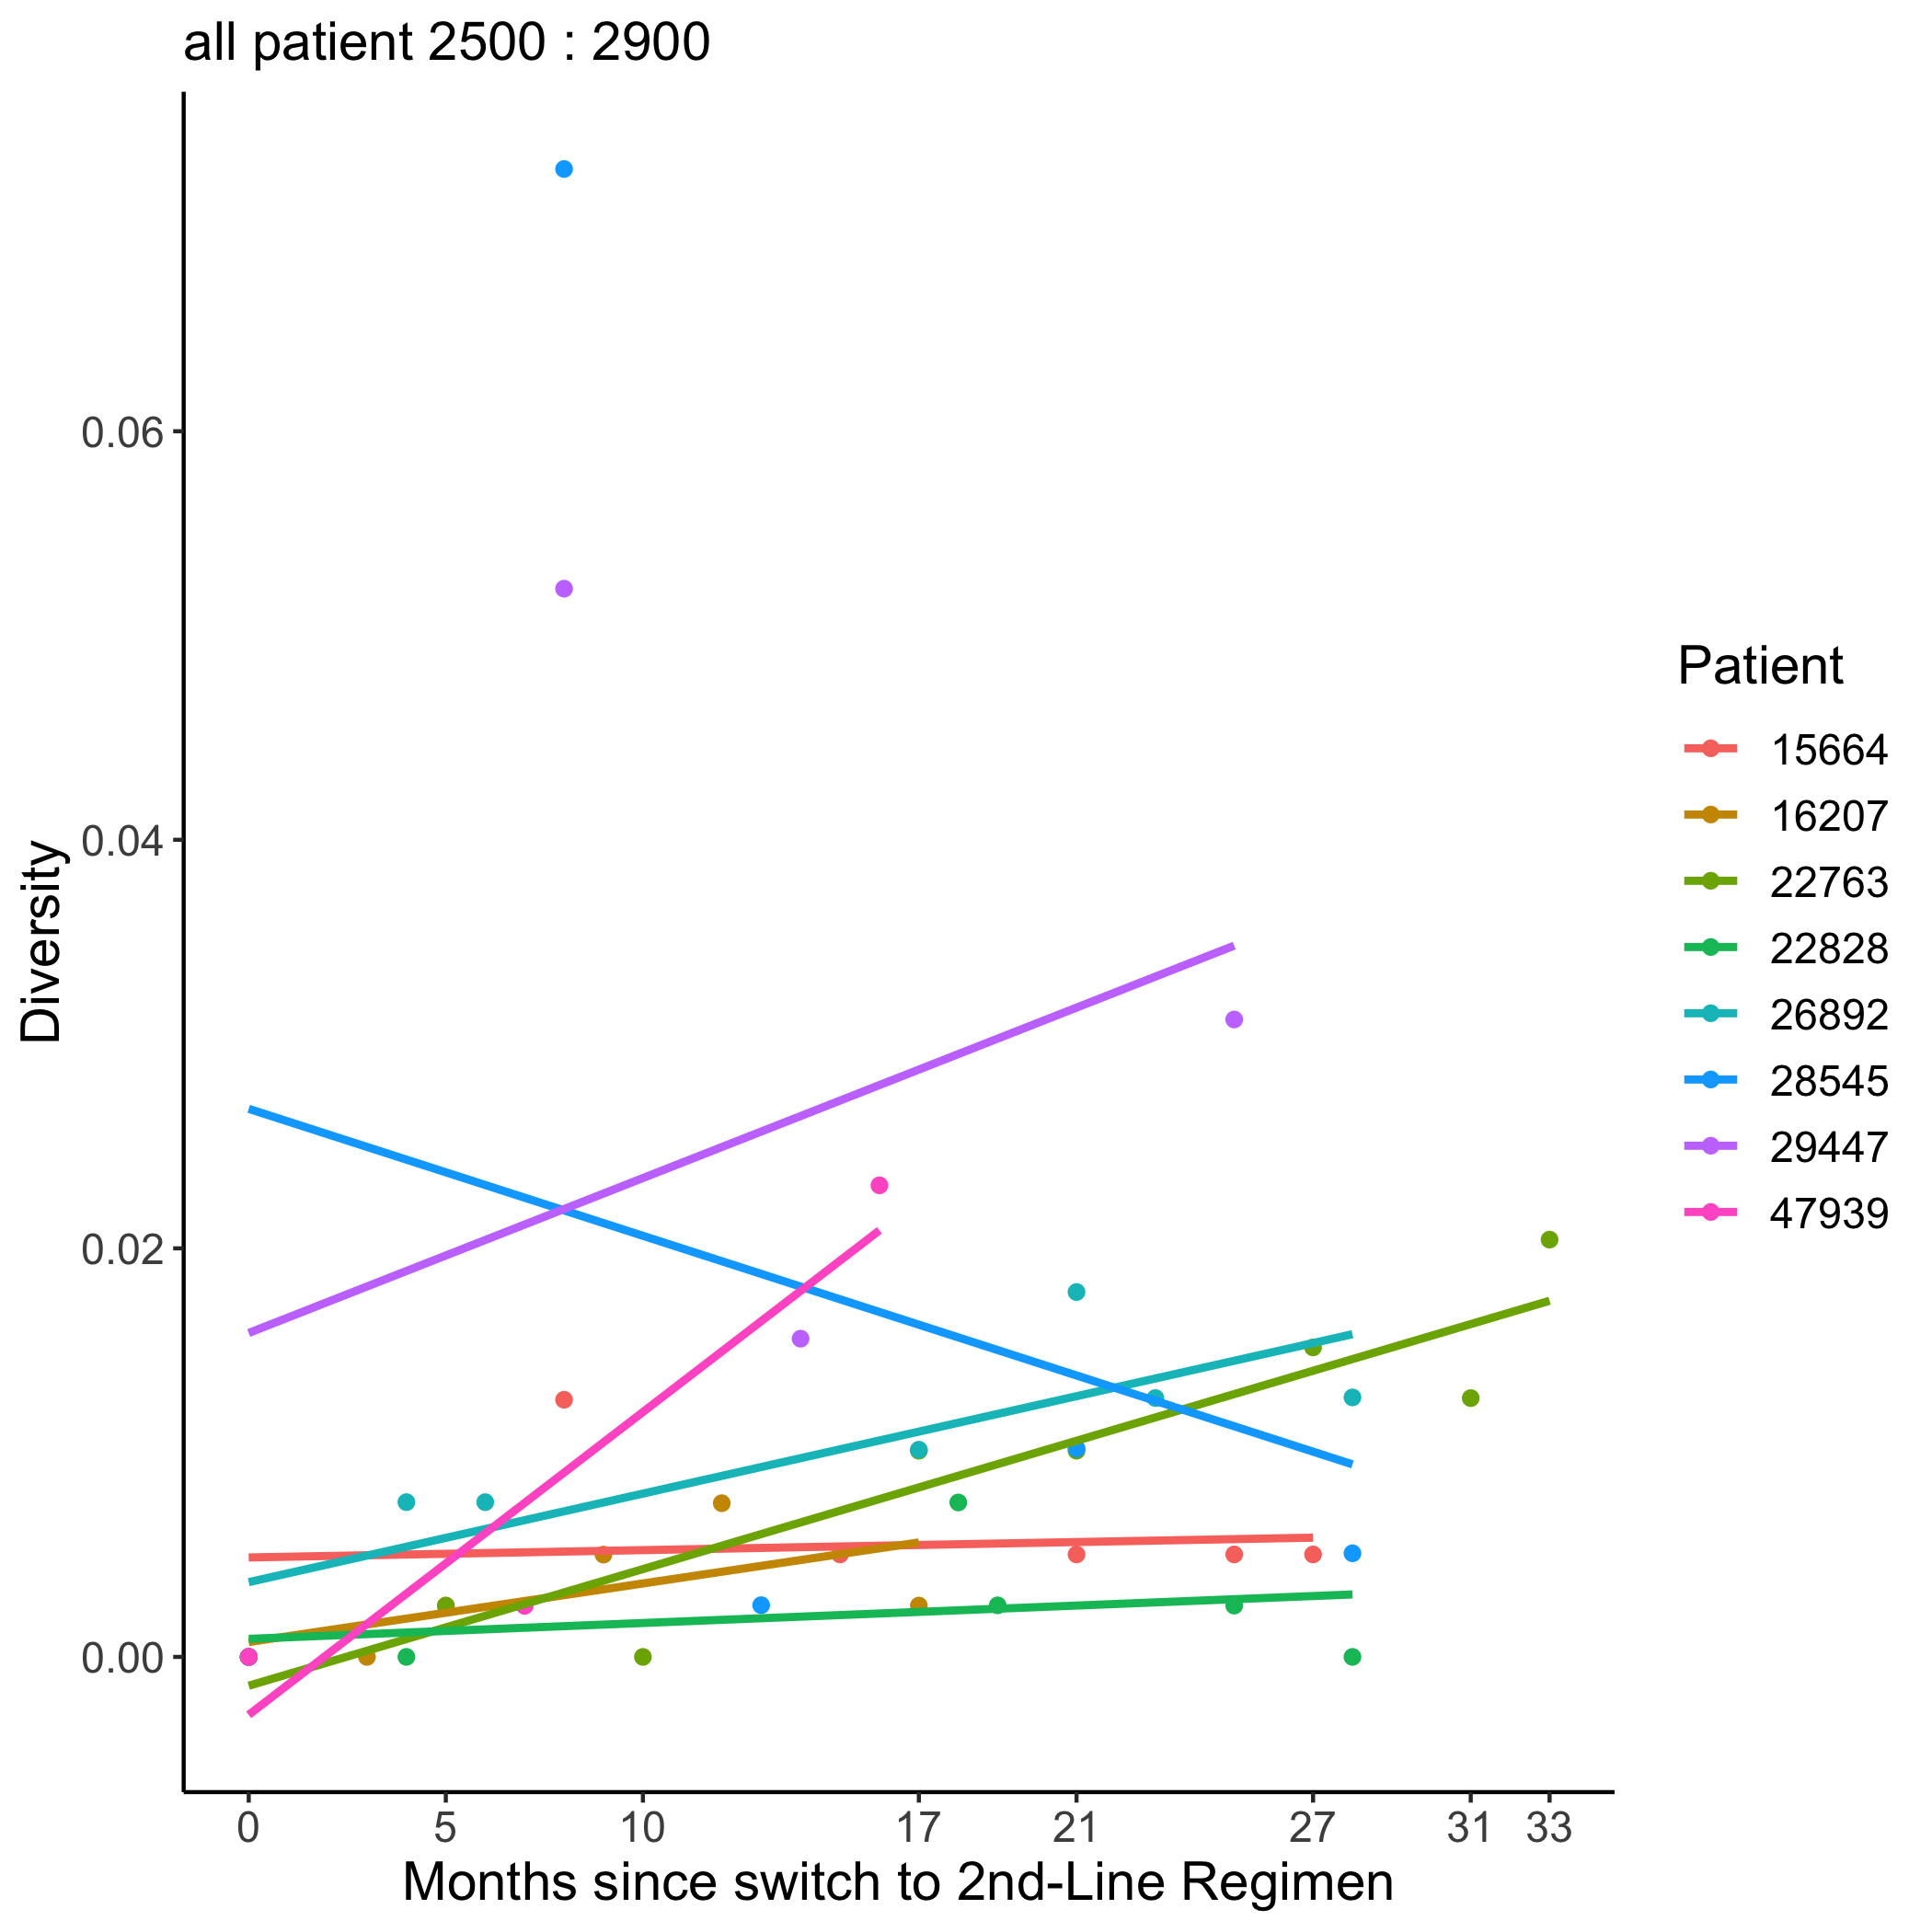 all patient 2500 : 2900
Diversity
0.06
0.04
0.02
0.00
0 5 10 17 21 27 31 33
Months since switch to 2nd-Line Regimen
Patient
15664
16207
22763
22828
26892
28545
29447
47939